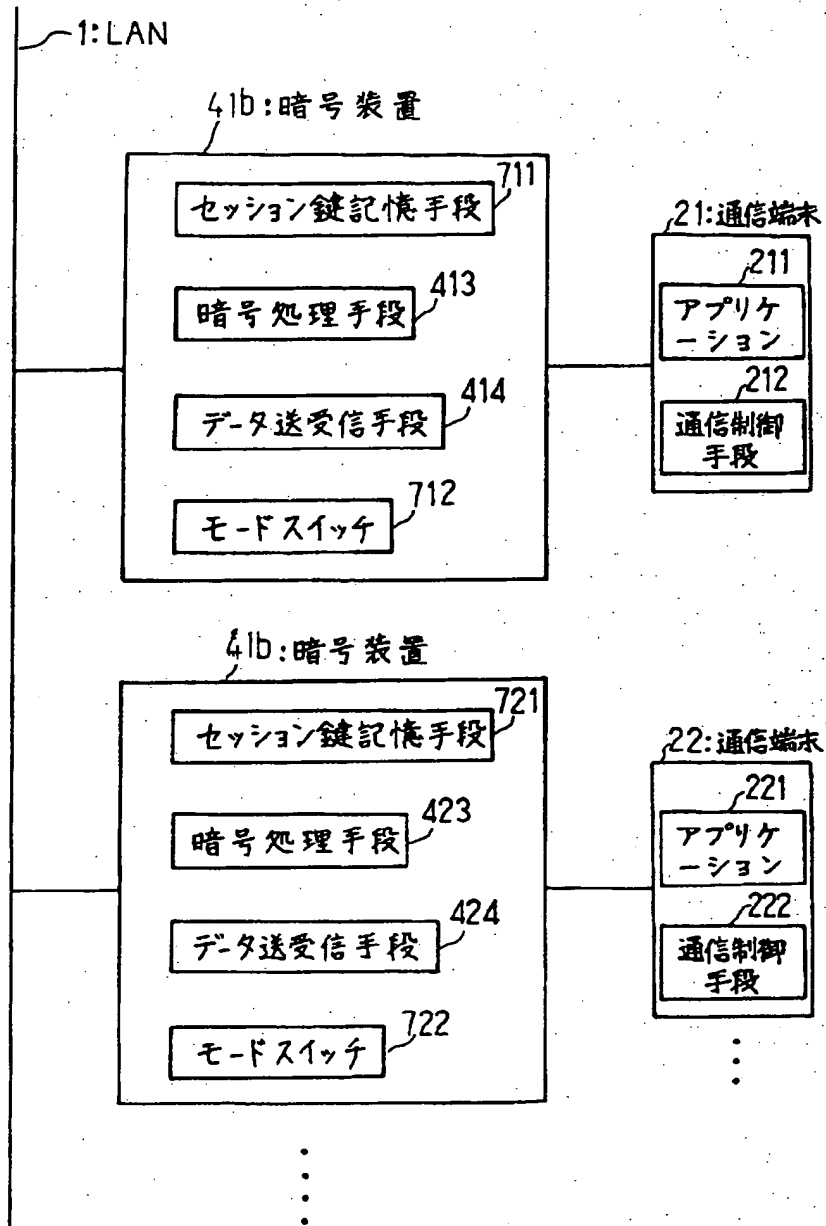 1:LAN
41b:暗号装置
711
セッション鍵記憶手段
413
暗号処理手段
414
データ送受信手段
712
モードスイッチ
21:通信端末
211
アプリケ
ーション
212
通信制御
手段
41b:暗号装置
721
セッション鍵記憶手段
423
暗号処理手段
424
データ送受信手段
722
モードスイッチ
22:通信端末
221
アプリケ
ーション
222
通信制御
手段